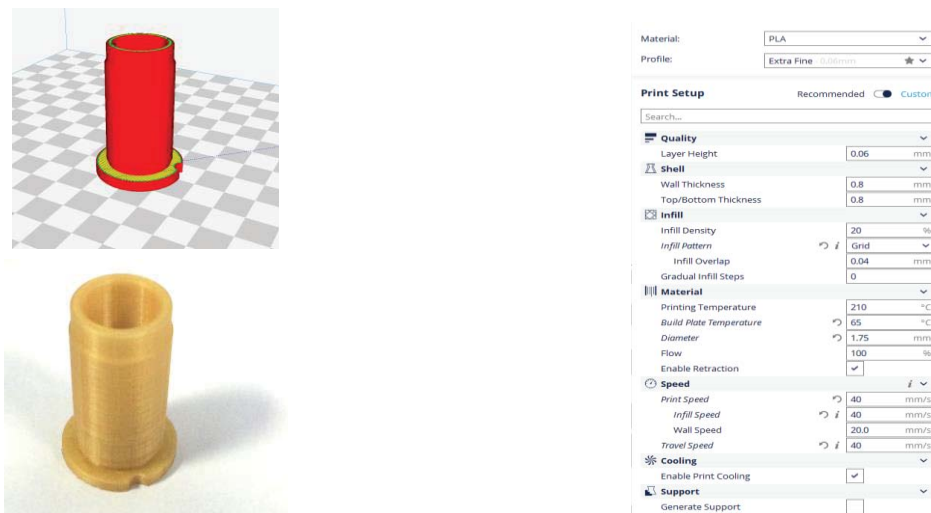 Material: PLA
Profile: Extra Fine 0.06mm
Print Setup Recommended Custom
Search...
Quality
Layer Height 0.06 mm
Shell
Wall Thickness 0.8 mm
Top/Bottom Thickness 0.8 mm
Infill
Infill Density 20 %
Infill Pattern i Grid
Infill Overlap 0.04 mm
Gradual Infill Steps 0
Material
Printing Temperature 210 °C
Build Plate Temperature 65 °C
Diameter 1.75 mm
Flow 100 %
Enable Retraction
Speed i
Print Speed 40 mm/s
Infill Speed i 40 mm/s
Wall Speed 20.0 mm/s
Travel Speed i 40 mm/s
Cooling
Enable Print Cooling
Support
Generate Support